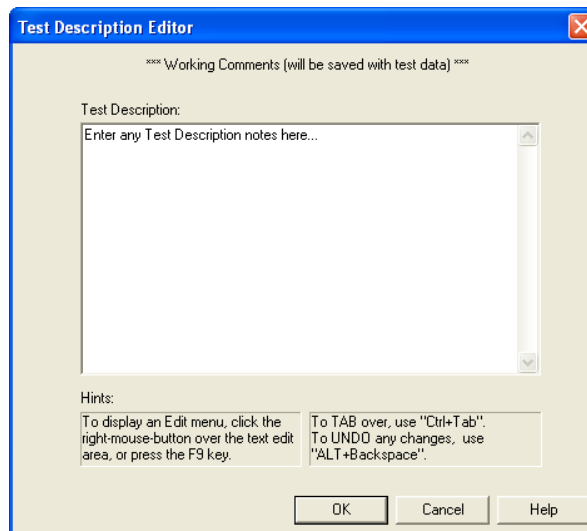 Test Description Editor
*** Working Comments (will be saved with test data) ***
Test Description:
Enter any Test Description notes here...
Hints:
To display an Edit menu, click the
right-mouse-button over the text edit
area, or press the F9 key.
To TAB over, use "Ctrl+Tab".
To UNDO any changes,  use
"ALT+Backspace".
OK
Cancel
Help